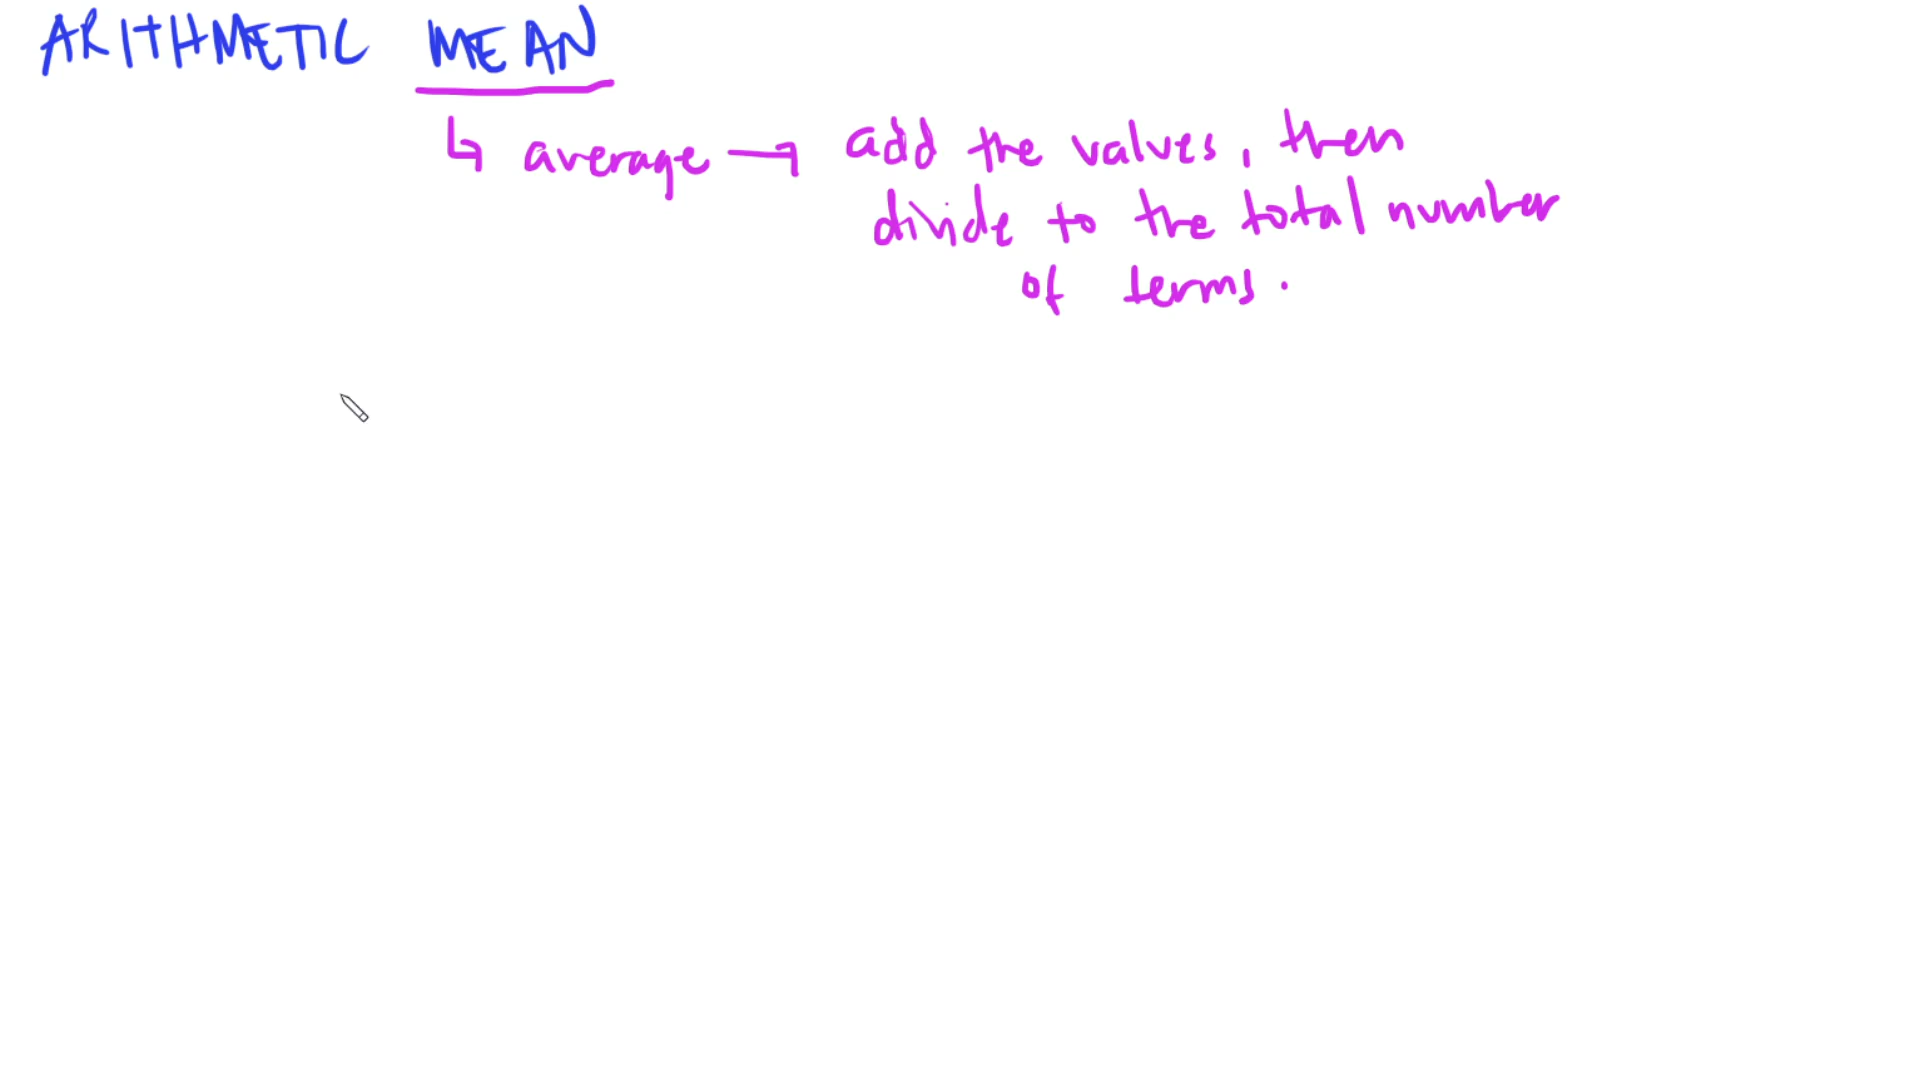 ARITHMETIC MEAN
↳ average → add the values, then
divide to the total number
of terms.